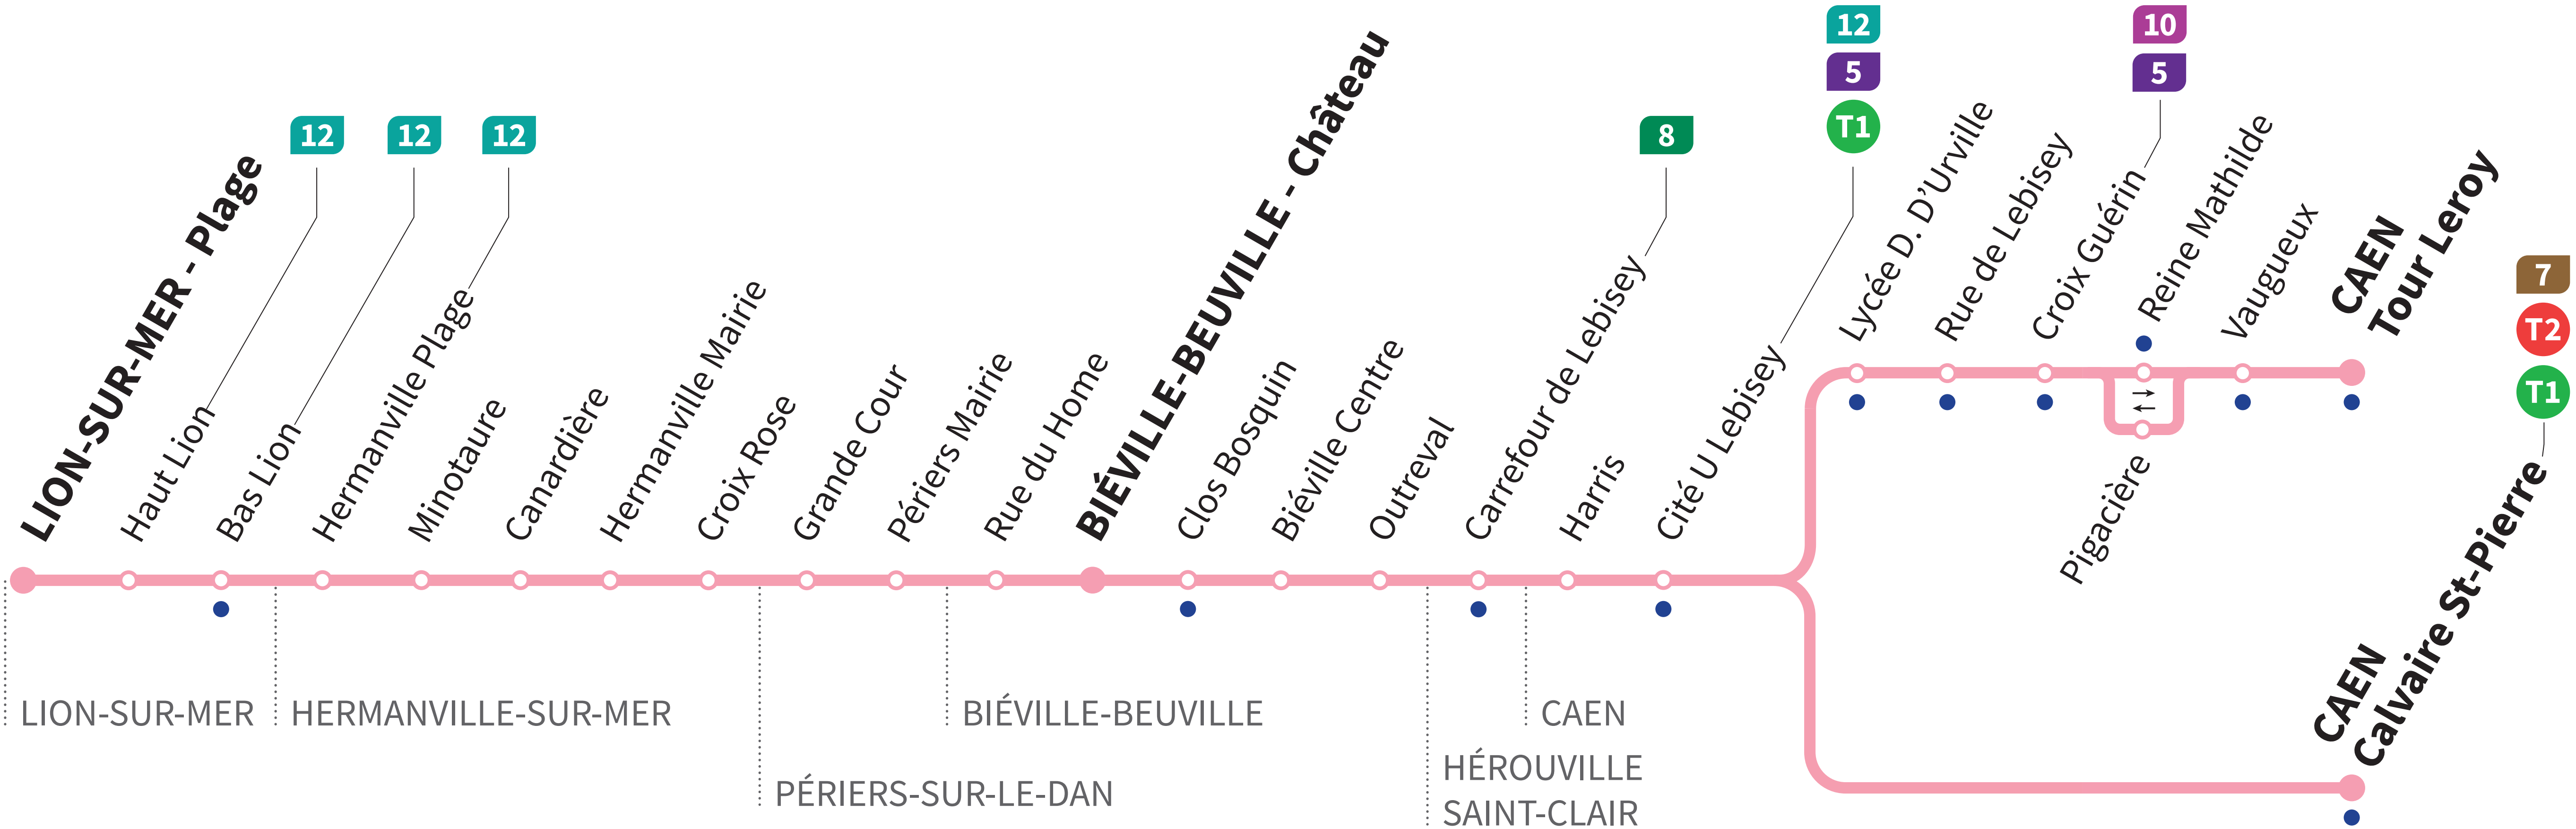 LION-SUR-MER - Plage
Haut Lion
12
Bas Lion
12
Hermanville Plage
12
Minotaure
Canardière
Hermanville Mairie
Croix Rose
Grande Cour
Périers Mairie
Rue du Home
BIÉVILLE-BEUVILLE - Château
Clos Bosquin
Biéville Centre
Outreval
Carrefour de Lebisey
8
Harris
Cité U Lebisey
12
5
T1
Lycée D. D'Urville
Rue de Lebisey
Croix Guérin
10
5
Reine Mathilde
Pigacière
Vaugueux
CAEN
Tour Leroy
CAEN
Calvaire St-Pierre
7
T2
T1
LION-SUR-MER
HERMANVILLE-SUR-MER
PÉRIERS-SUR-LE-DAN
BIÉVILLE-BEUVILLE
HÉROUVILLE
SAINT-CLAIR
CAEN